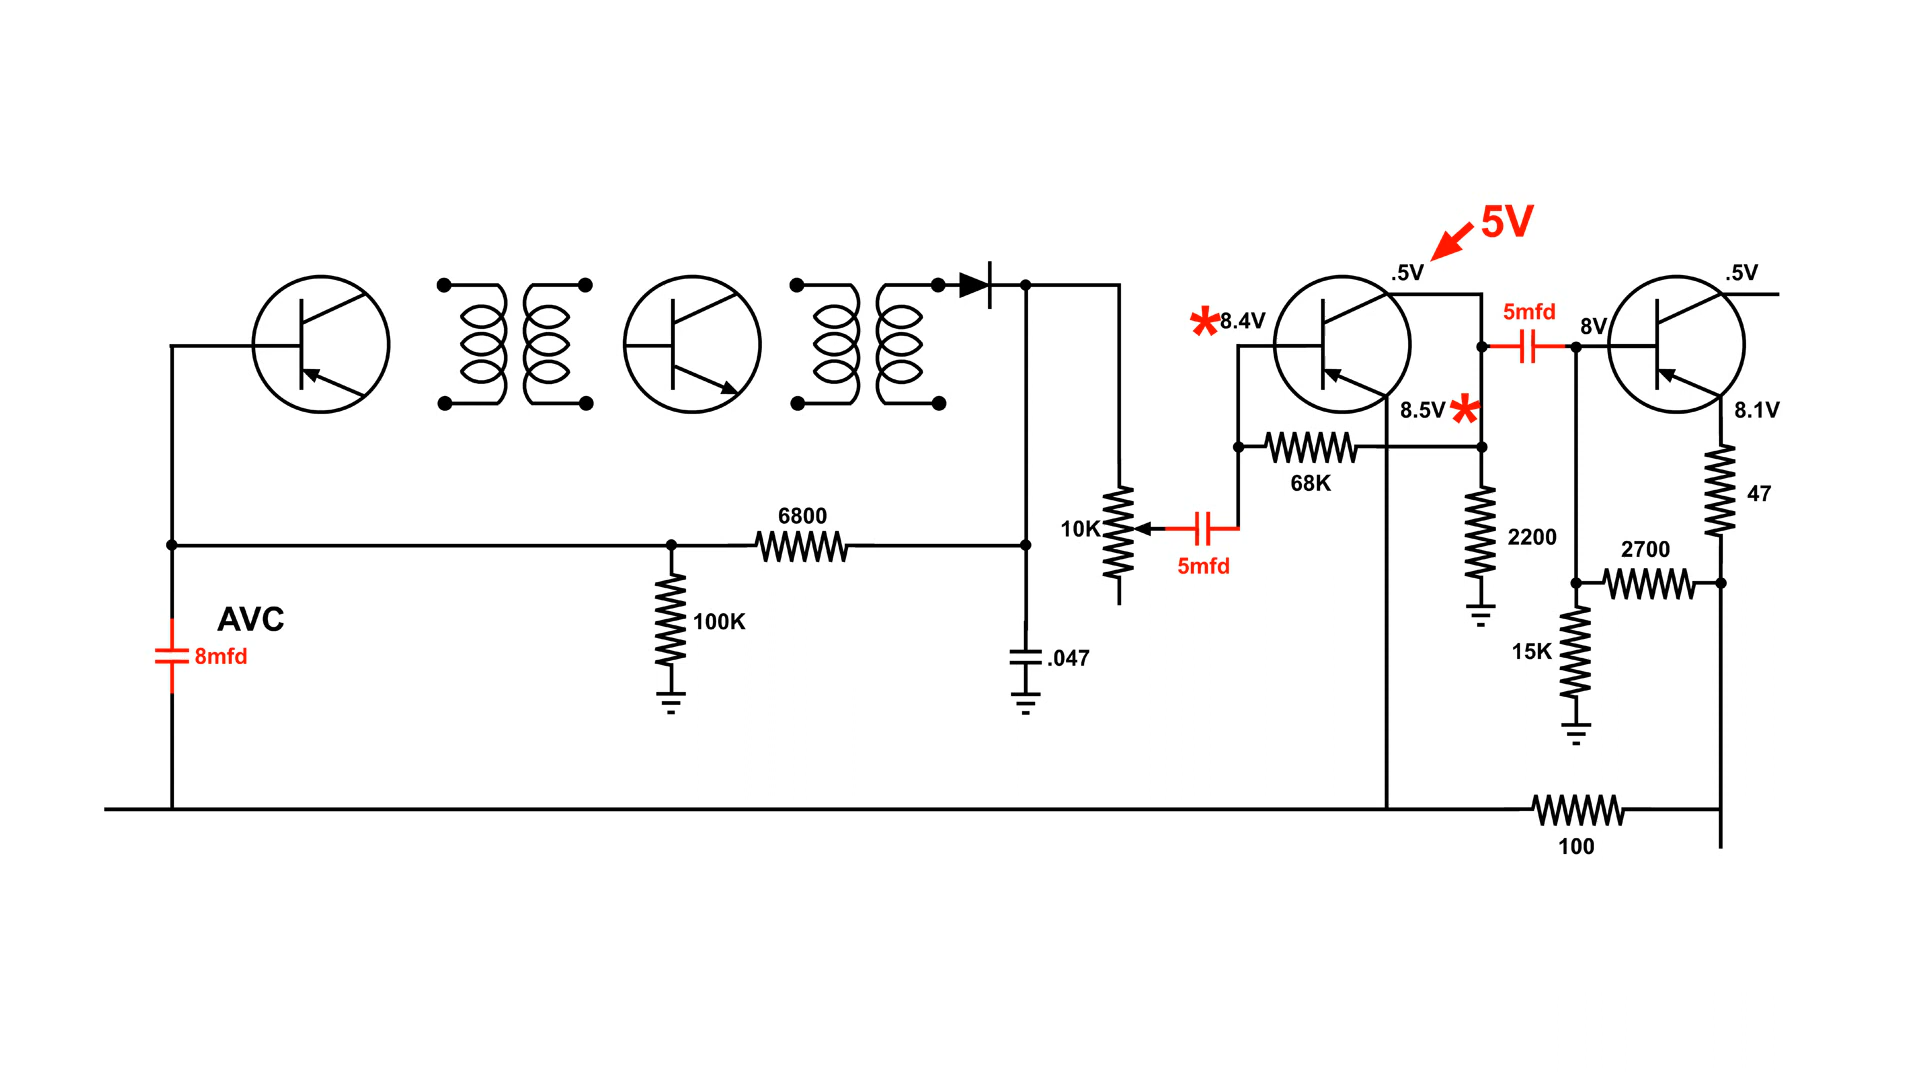 5V
.5V
.5V
5mfd
*8.4V
8V
8.5V*
8.1V
68K
47
6800
10K
2200
2700
5mfd
AVC
100K
15K
8mfd
.047
100